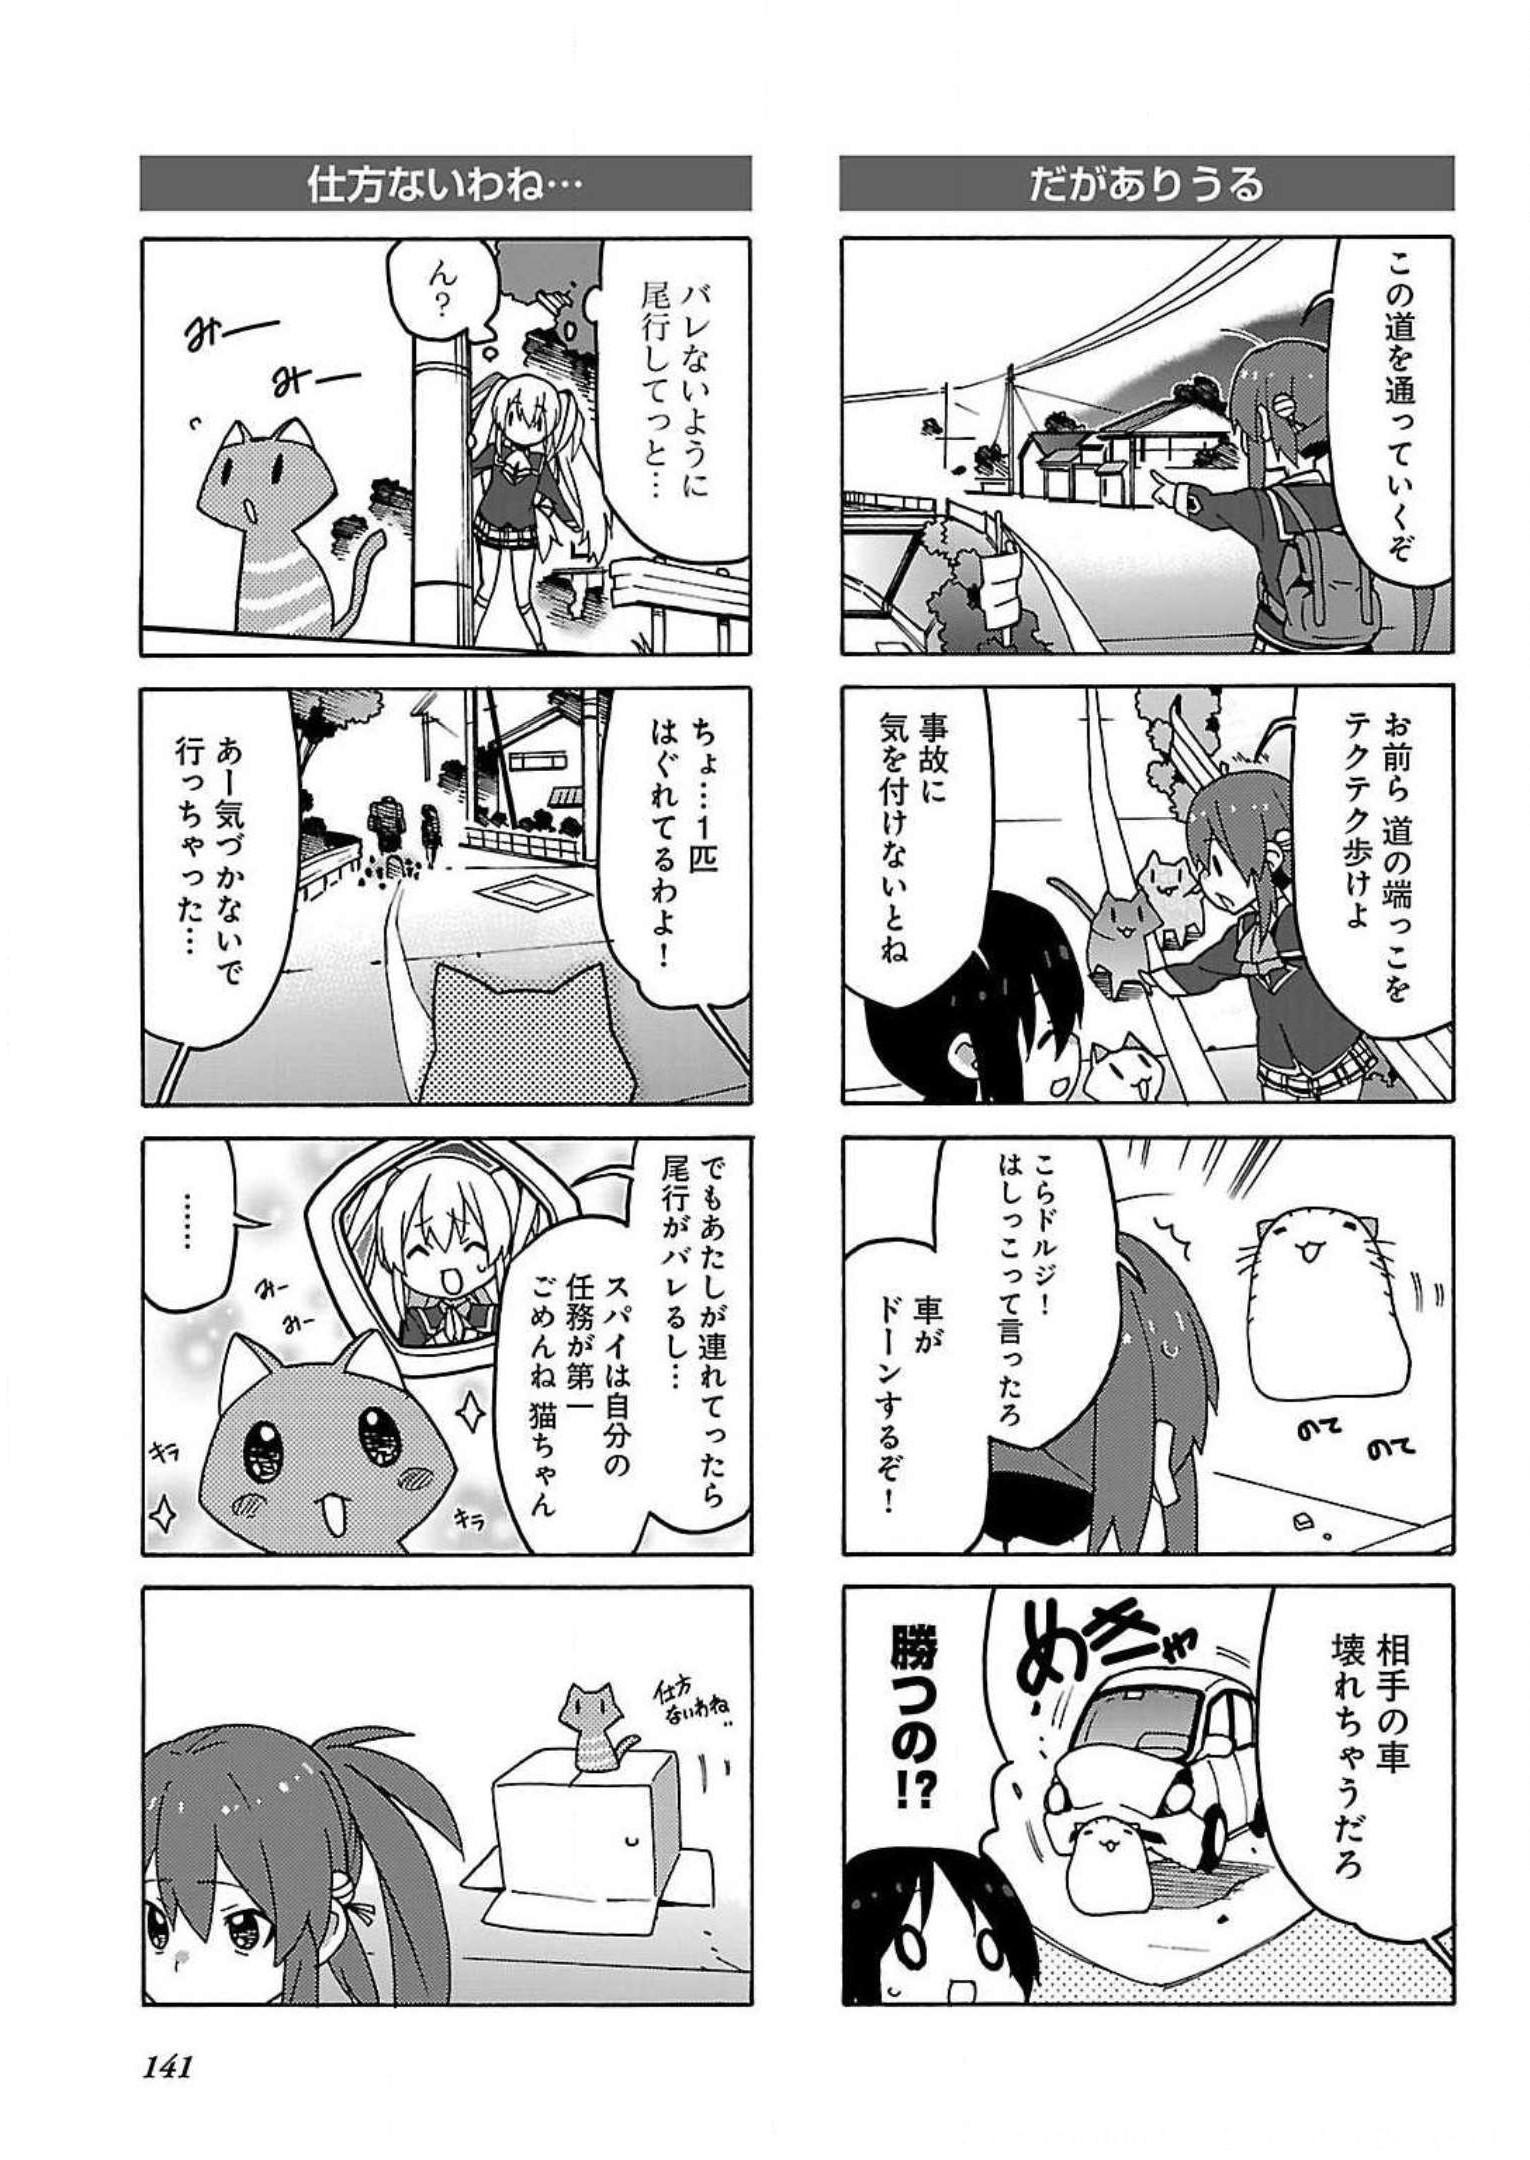 だがありうる
この道を通っていくぞ
お前ら 道の端っこを
テクテク歩けよ
事故に
気を付けないとね
こらドルジ!
はしっこって言ったろ
車が
ドーンするぞ!
のて
のて
相手の車
壊れちゃうだろ
めきゃ
勝つの!?
仕方ないわね…
バレないように
尾行してっと…
ん?
みー
みー
ちょ…1匹
はぐれてるわよ!
あー気づかないで
行っちゃった…
でもあたしが連れてったら
尾行がバレるし…
スパイは自分の
任務が第一
ごめんね 猫ちゃん
……
みー
みー
キラ
キラ
仕方
ないわね
141